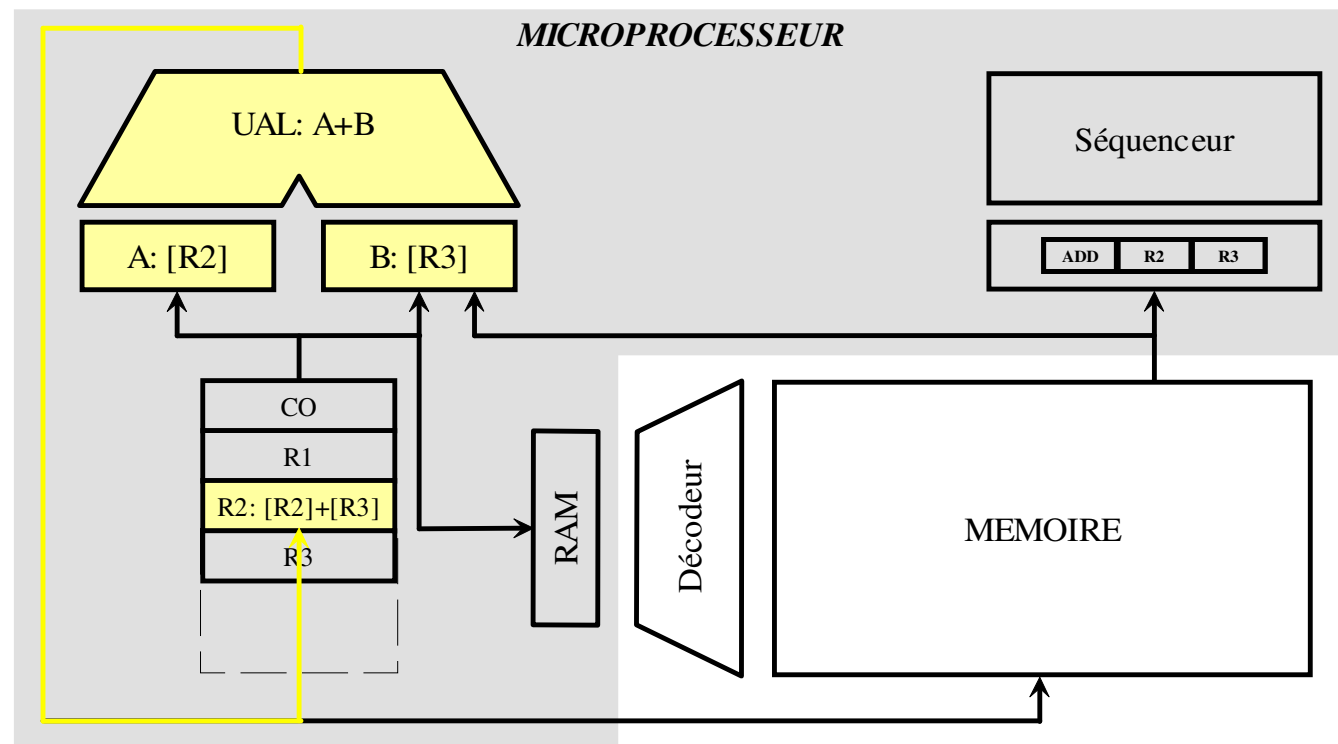 MICROPROCESSEUR
UAL: A+B
Séquenceur
A: [R2]
B: [R3]
ADD R2 R3
CO
R1
R2: [R2]+[R3]
R3
RAM
Décodeur
MEMOIRE